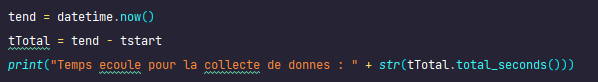 tend = datetime.now()
tTotal = tend - tstart
print("Temps ecoule pour la collecte de donnes : " + str(tTotal.total_seconds()))